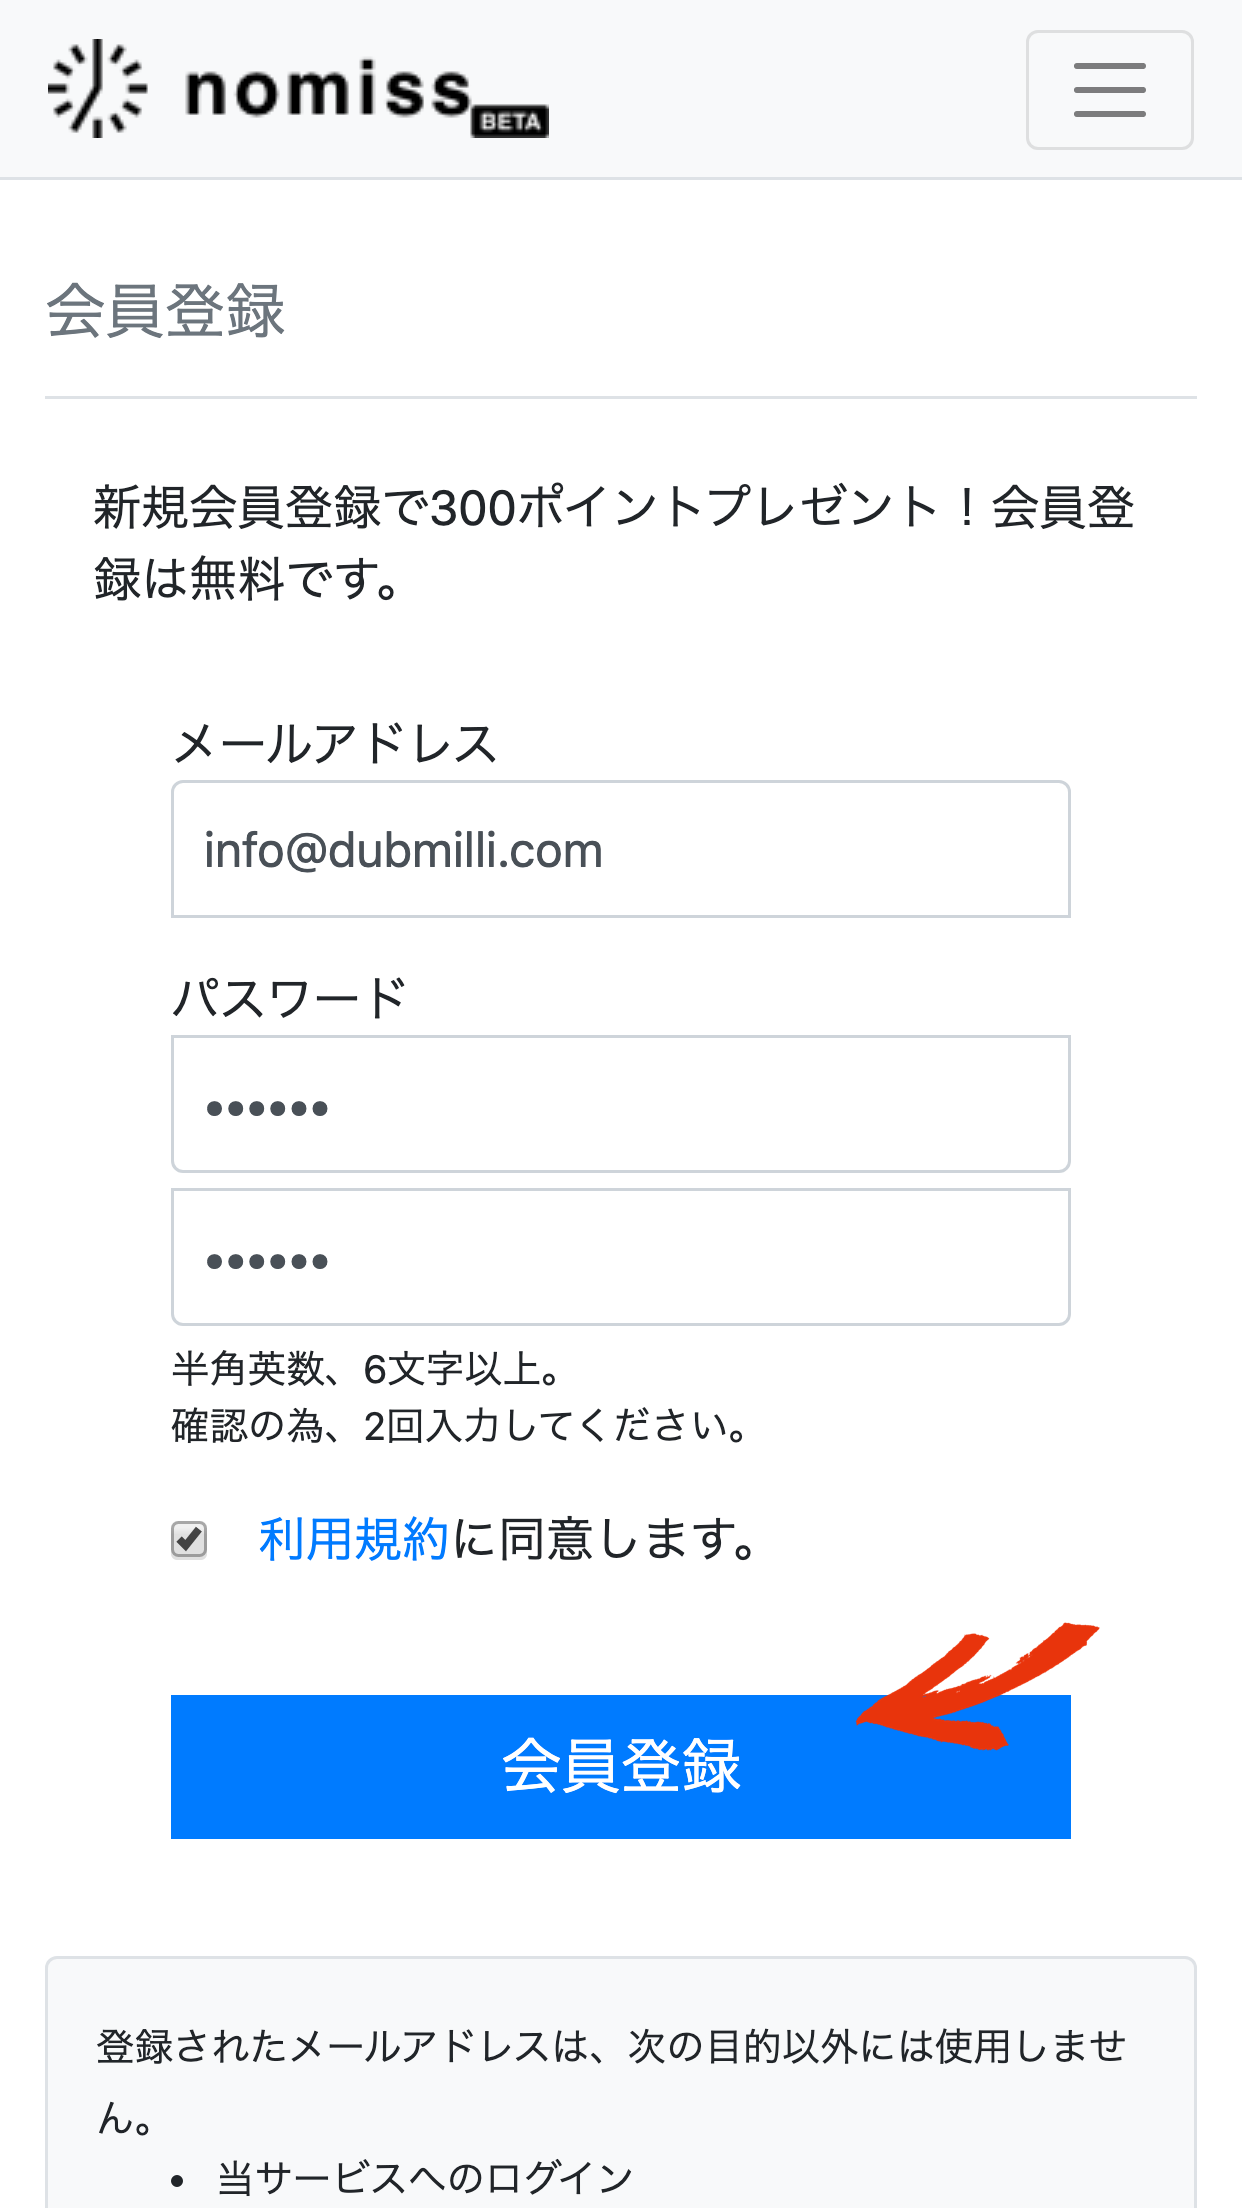 nomiss
BETA
会員登録
新規会員登録で300ポイントプレゼント！会員登
録は無料です。
メールアドレス
info@dubmilli.com
パスワード
••••••
••••••
半角英数、6文字以上。
確認の為、2回入力してください。
利用規約に同意します。
会員登録
登録されたメールアドレスは、次の目的以外には使用しませ
ん。
• 当サービスへのログイン